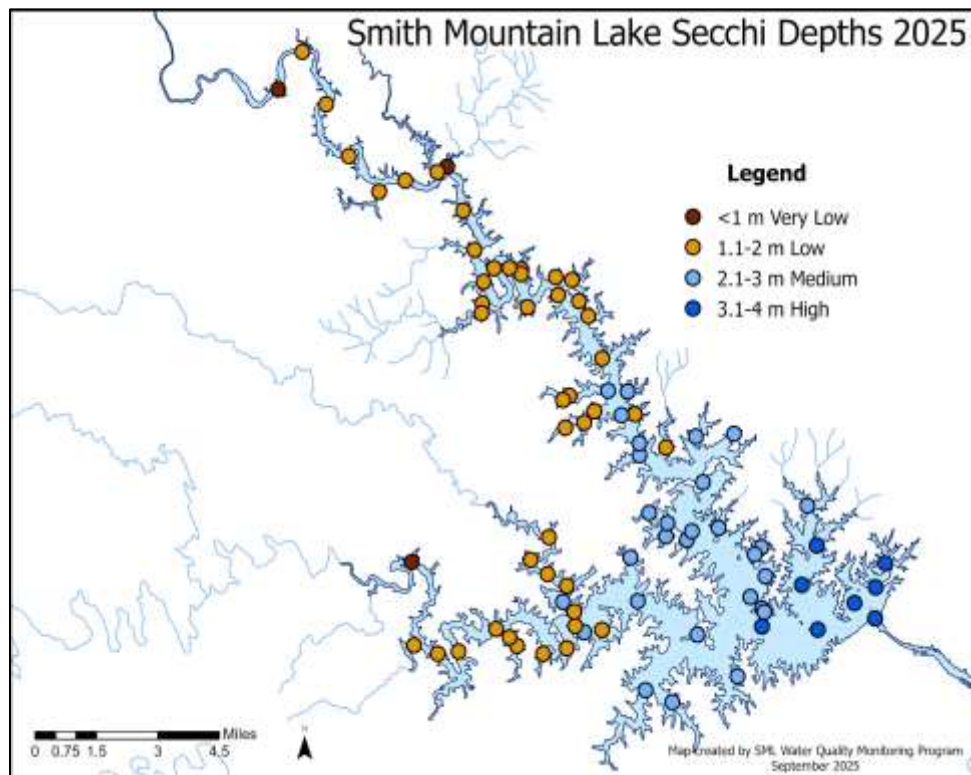 Smith Mountain Lake Secchi Depths 2025
Legend
<1 m Very Low
1.1-2 m Low
2.1-3 m Medium
3.1-4 m High
Miles
0 0.75 1.5 3 4.5
N
Map created by SML Water Quality Monitoring Program
September 2025